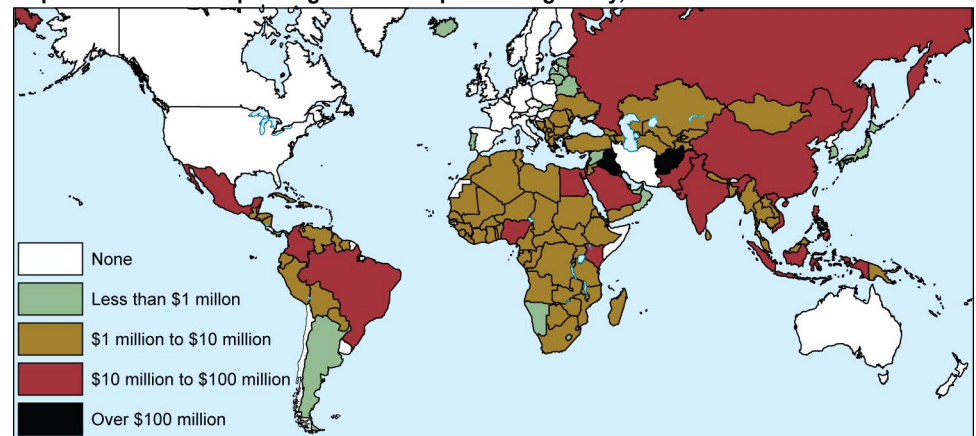 None
Less than $1 millon
$1 million to $10 million
$10 million to $100 million
Over $100 million